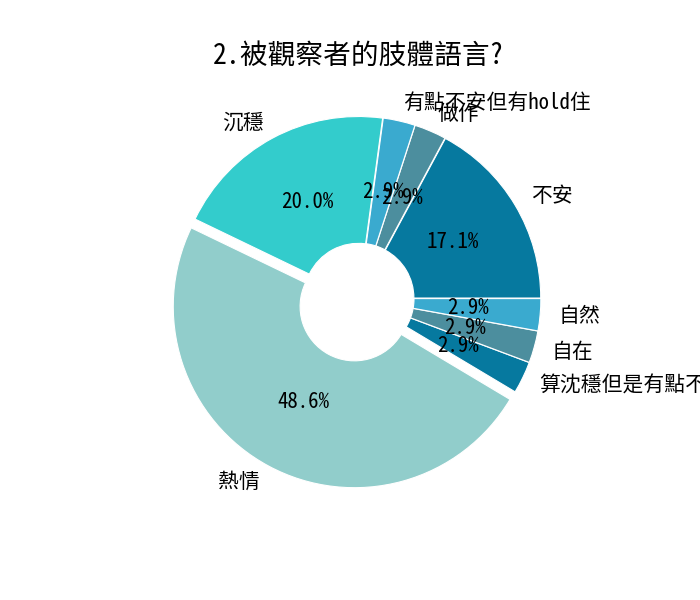 2.被觀察者的肢體語言?
有點不安但有hold住
做作
沉穩
2.9%
2.9%
不安
20.0%
17.1%
2.9%
自然
2.9%
自在
2.9%
算沈穩但是有點不
48.6%
熱情